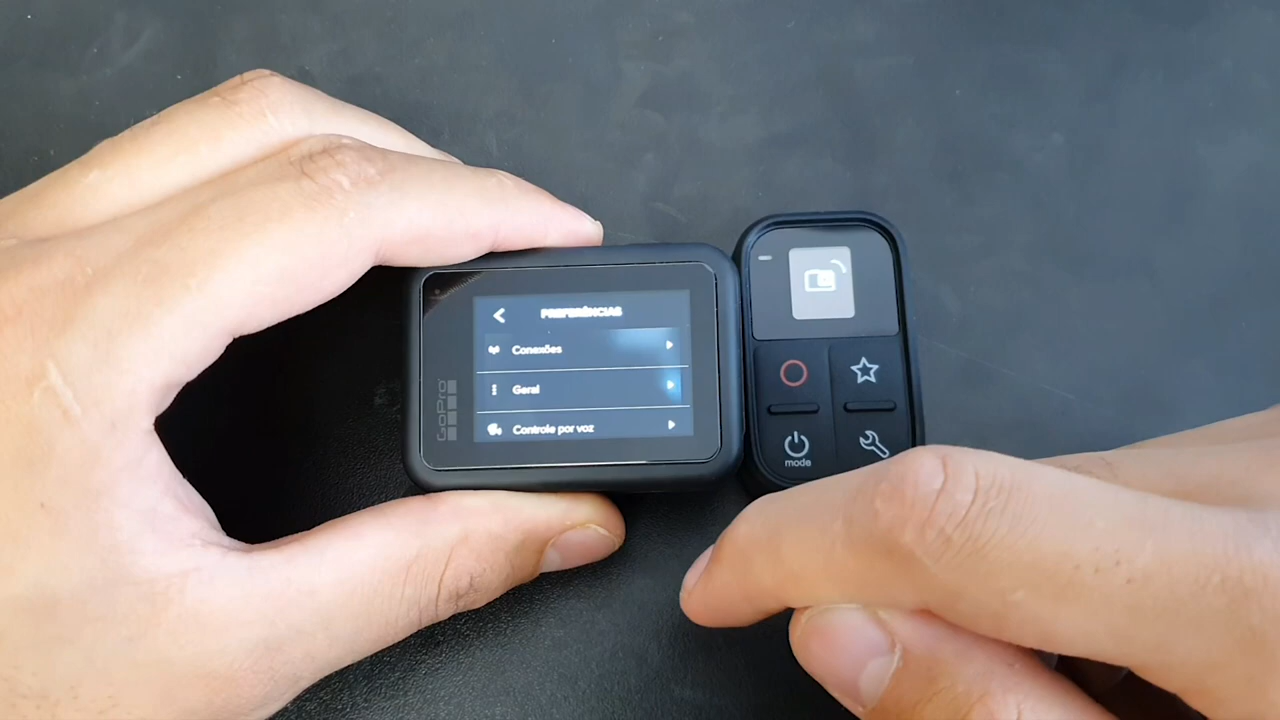 PREFERÊNCIAS
Conexões
Geral
Controle por voz
GoPro
mode